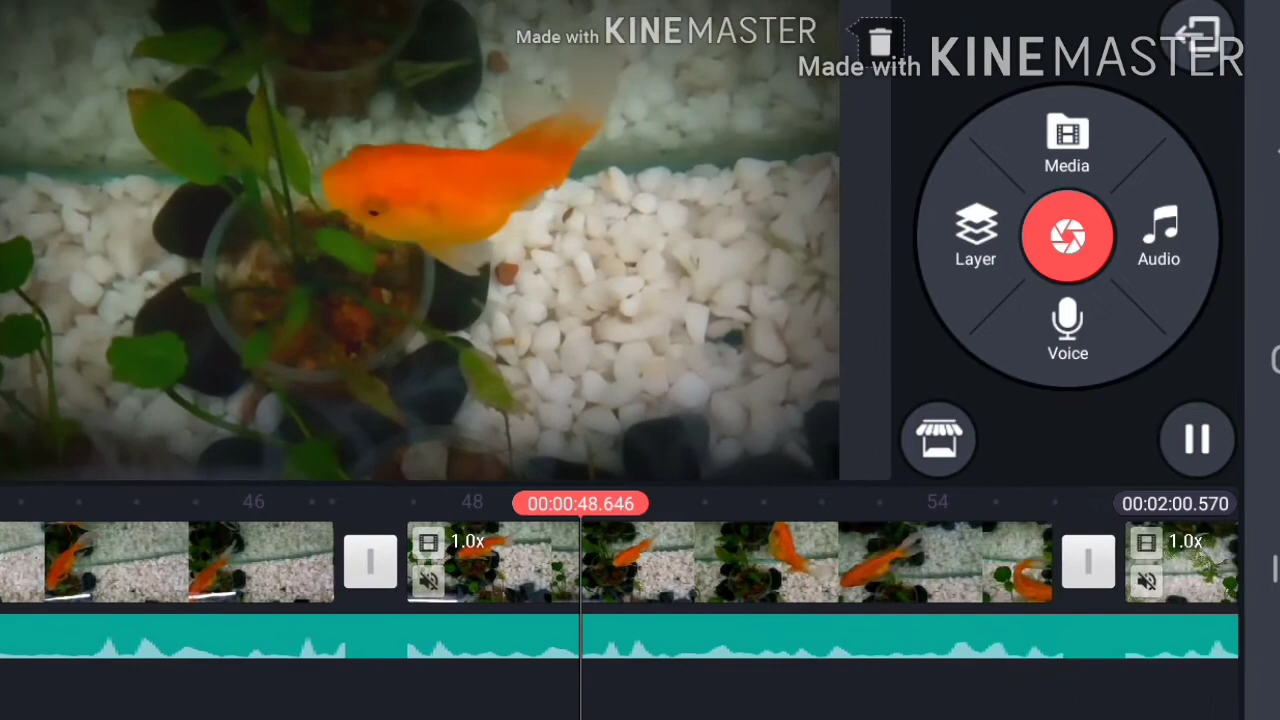 Made with KINEMASTER
Made with KINEMASTER
Media
Layer
Audio
Voice
46
48
00:00:48.646
54
00:02:00.570
1.0x
1.0x